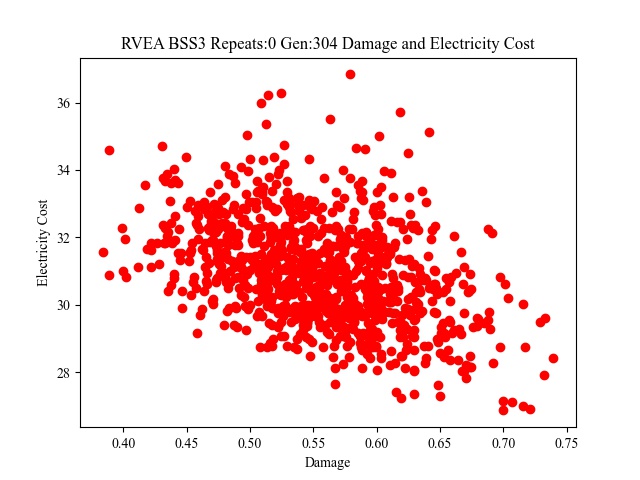 RVEA BSS3 Repeats:0 Gen:304 Damage and Electricity Cost
Electricity Cost
36
34
32
30
28
0.40 0.45 0.50 0.55 0.60 0.65 0.70 0.75
Damage